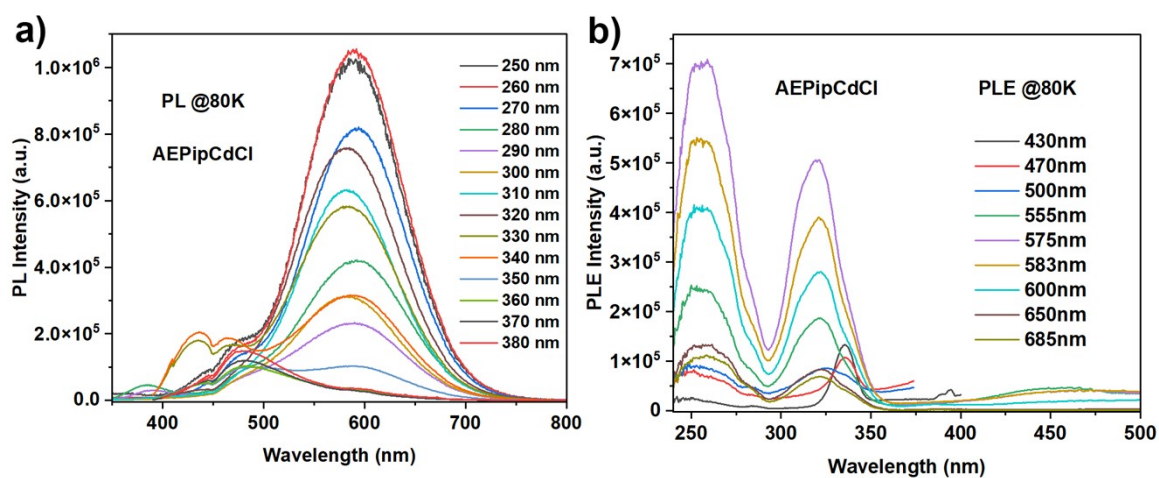 a)
PL Intensity (a.u.)
1.0×10⁶
8.0×10⁵
6.0×10⁵
4.0×10⁵
2.0×10⁵
0.0
PL @80K
AEPipCdCl
250 nm
260 nm
270 nm
280 nm
290 nm
300 nm
310 nm
320 nm
330 nm
340 nm
350 nm
360 nm
370 nm
380 nm
400 500 600 700 800
Wavelength (nm)
b)
PLE Intensity (a.u.)
7×10⁵
6×10⁵
5×10⁵
4×10⁵
3×10⁵
2×10⁵
1×10⁵
0
AEPipCdCl PLE @80K
430nm
470nm
500nm
555nm
575nm
583nm
600nm
650nm
685nm
250 300 350 400 450 500
Wavelength (nm)